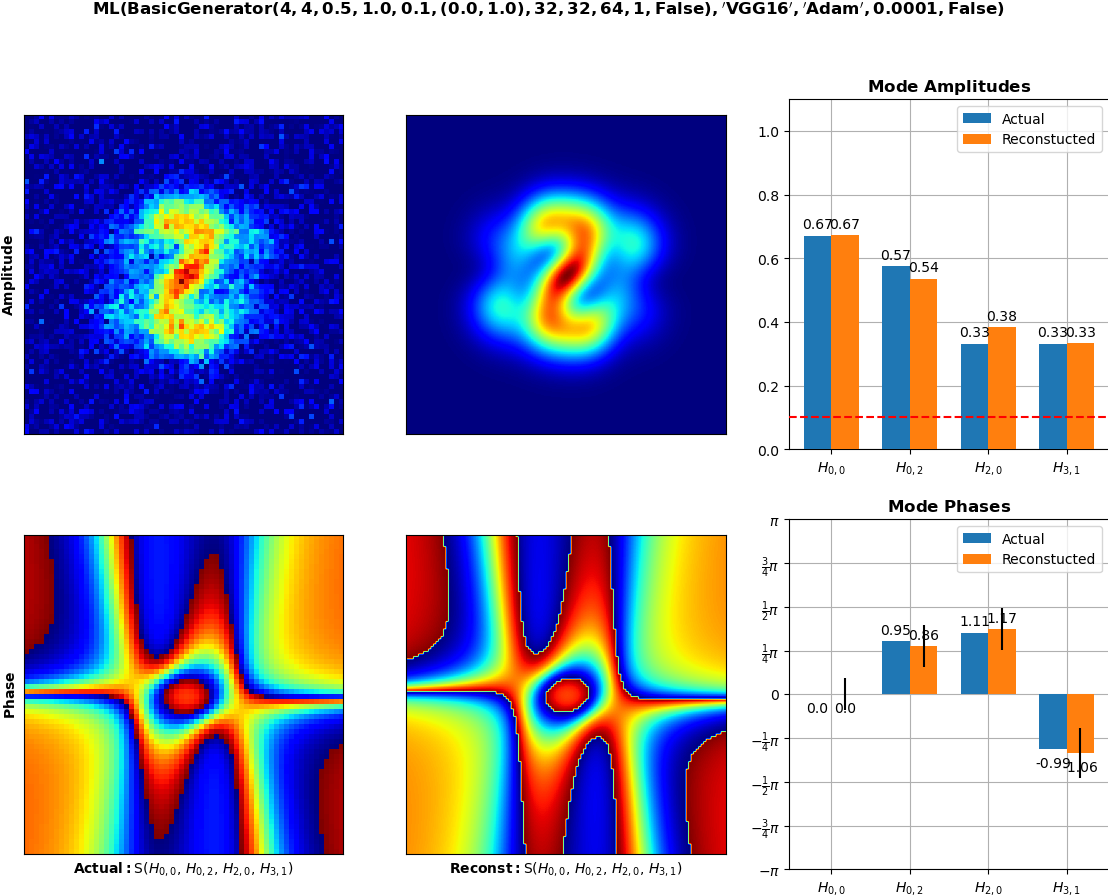 ML(BasicGenerator(4, 4, 0.5, 1.0, 0.1, (0.0, 1.0), 32, 32, 64, 1, False), 'VGG16', 'Adam', 0.0001, False)
Amplitude
Mode Amplitudes
Actual
Reconstucted
1.0
0.8
0.6
0.4
0.2
0.0
0.67 0.67
0.57 0.54
0.33 0.38
0.33 0.33
H0,0 H0,2 H2,0 H3,1
Phase
Actual: S(H0,0, H0,2, H2,0, H3,1)
Reconst: S(H0,0, H0,2, H2,0, H3,1)
Mode Phases
Actual
Reconstucted
π
3/4π
1/2π
1/4π
0
−1/4π
−1/2π
−3/4π
−π
0.0 0.0
0.95 0.86
1.11 1.17
-0.99 -1.06
H0,0 H0,2 H2,0 H3,1